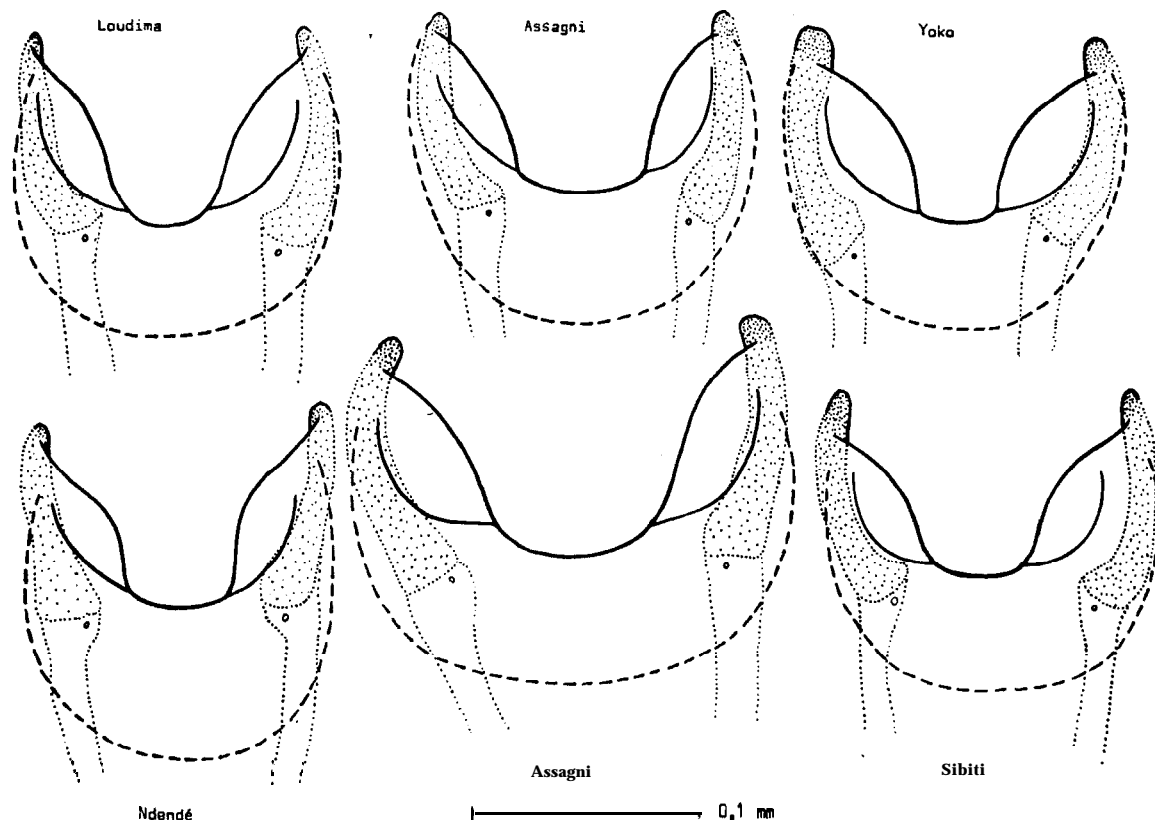 Loudima
Assagni
Yoko
Assagni
Sibiti
Ndendé
0,1 mm